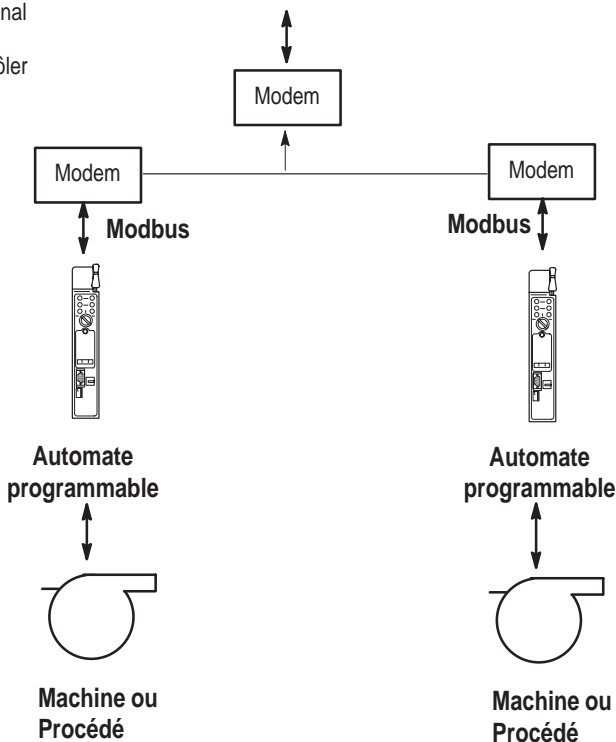 Modem
Modem
Modem
Modbus
Modbus
Automate
programmable
Automate
programmable
Machine ou
Procédé
Machine ou
Procédé